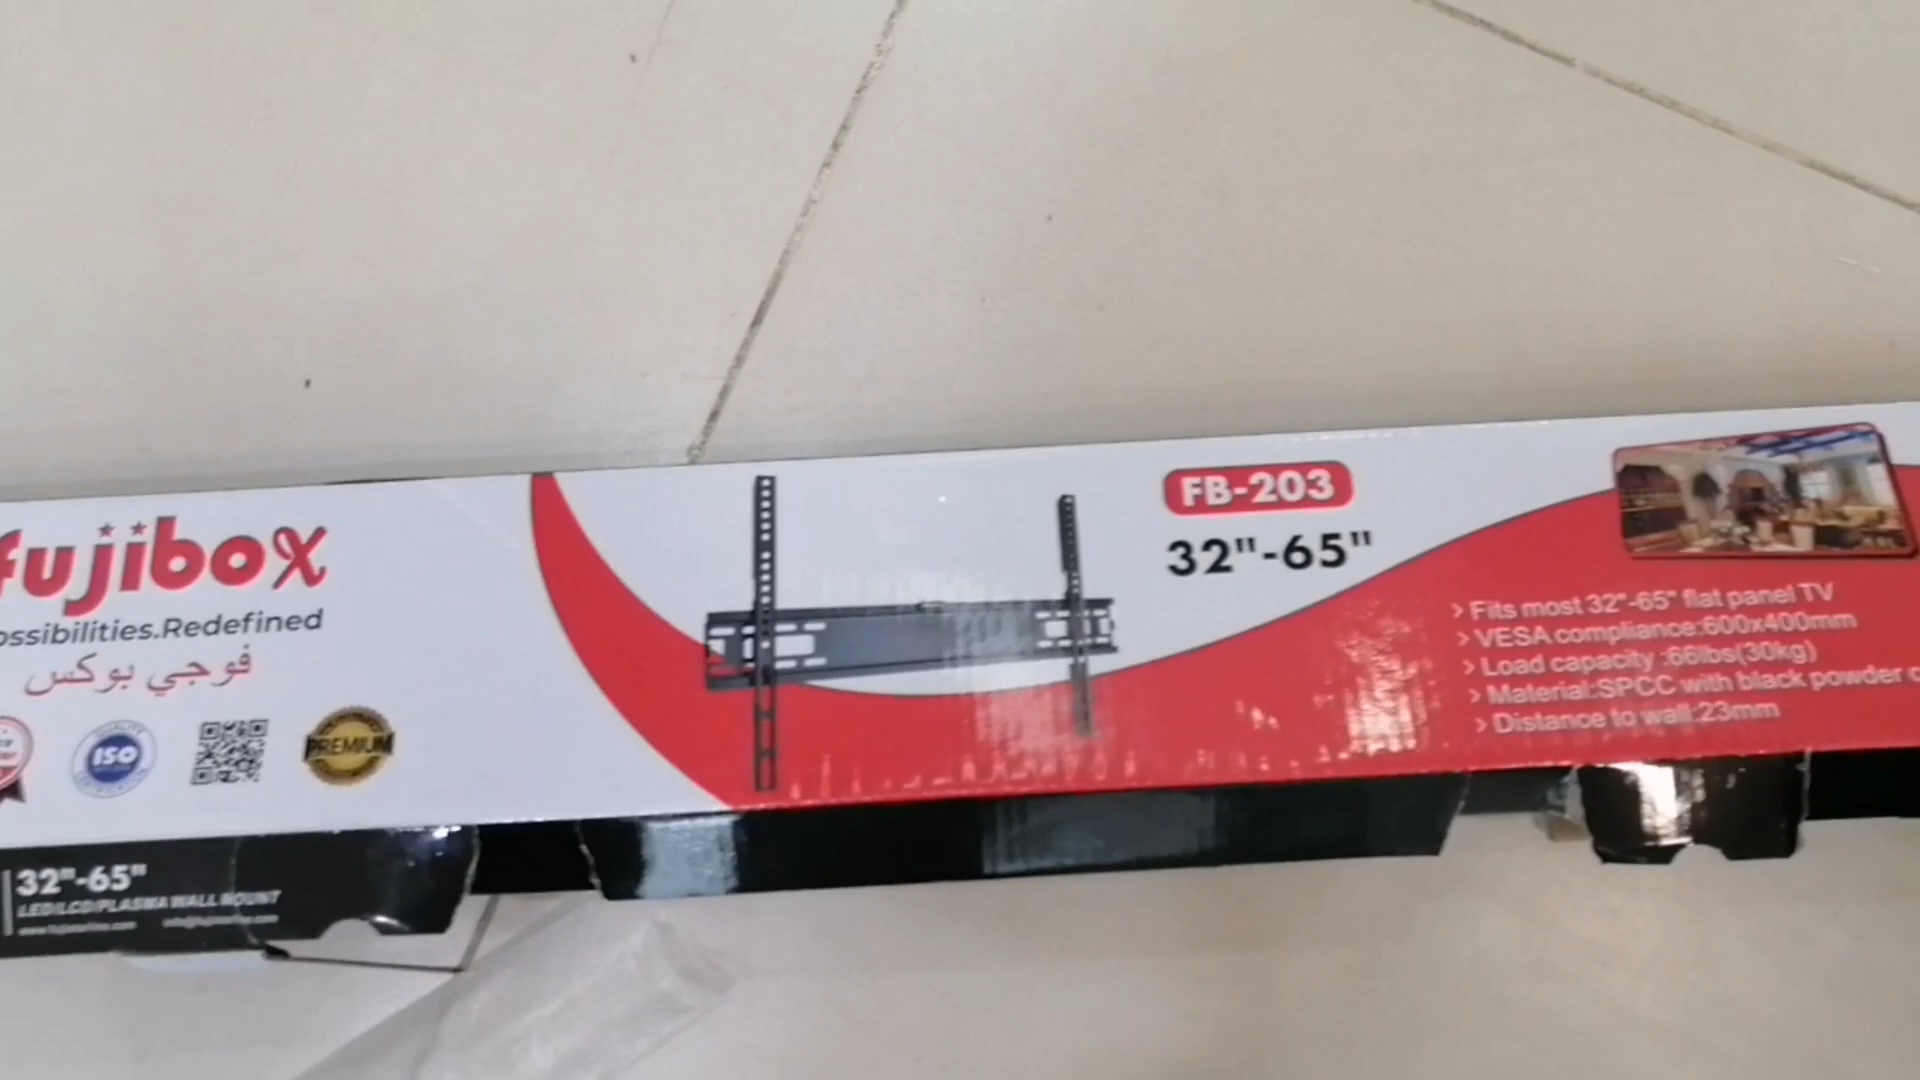 fujibox
ossibilities.Redefined
فوجي بوكس
ISO
PREMIUM
FB-203
32"-65"
> Fits most 32"-65" flat panel TV
> VESA compliance:600x400mm
> Load capacity :66lbs(30kg)
> Material:SPCC with black powder
> Distance to wall:23mm
32"-65"
LED/LCD/PLASMA WALL MOUNT